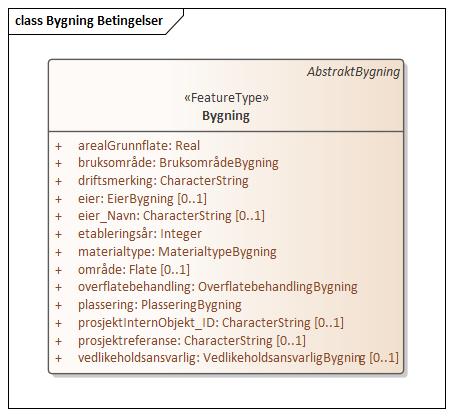 class Bygning Betingelser
AbstraktBygning
«FeatureType»
Bygning
+ arealGrunnflate: Real
+ bruksområde: BruksområdeBygning
+ driftsmerking: CharacterString
+ eier: EierBygning [0..1]
+ eier_Navn: CharacterString [0..1]
+ etableringsår: Integer
+ materialtype: MaterialtypeBygning
+ område: Flate [0..1]
+ overflatebehandling: OverflatebehandlingBygning
+ plassering: PlasseringBygning
+ prosjektInternObjekt_ID: CharacterString [0..1]
+ prosjektreferanse: CharacterString [0..1]
+ vedlikeholdsansvarlig: VedlikeholdsansvarligBygning [0..1]